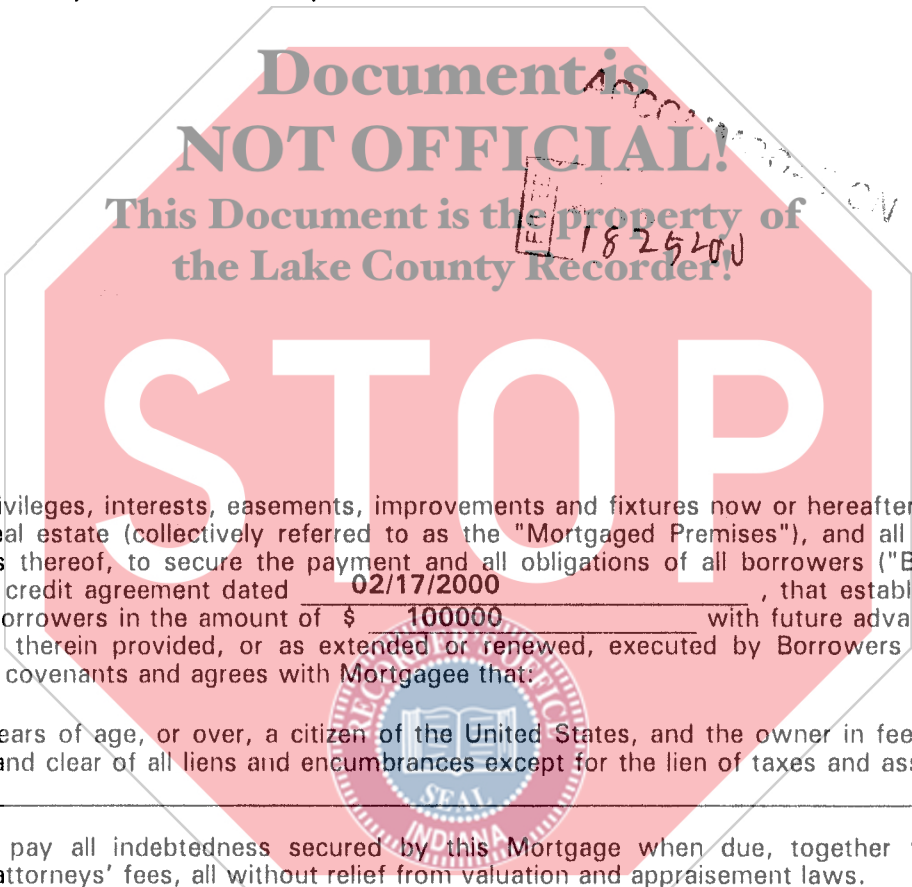 Document is
NOT OFFICIAL!
This Document is the property of
the Lake County Recorder!
STOP
ivileges, interests, easements, improvements and fixtures now or hereafter
eal estate (collectively referred to as the "Mortgaged Premises"), and all
s thereof, to secure the payment and all obligations of all borrowers ("B
credit agreement dated 02/17/2000 , that establ
orrowers in the amount of $ 100000 with future adva
therein provided, or as extended or renewed, executed by Borrowers
covenants and agrees with Mortgagee that:
ears of age, or over, a citizen of the United States, and the owner in fee
and clear of all liens and encumbrances except for the lien of taxes and ass
pay all indebtedness secured by this Mortgage when due, together
attorneys' fees, all without relief from valuation and appraisement laws.
RECORDER'S OFFICE
SEAL
INDIANA